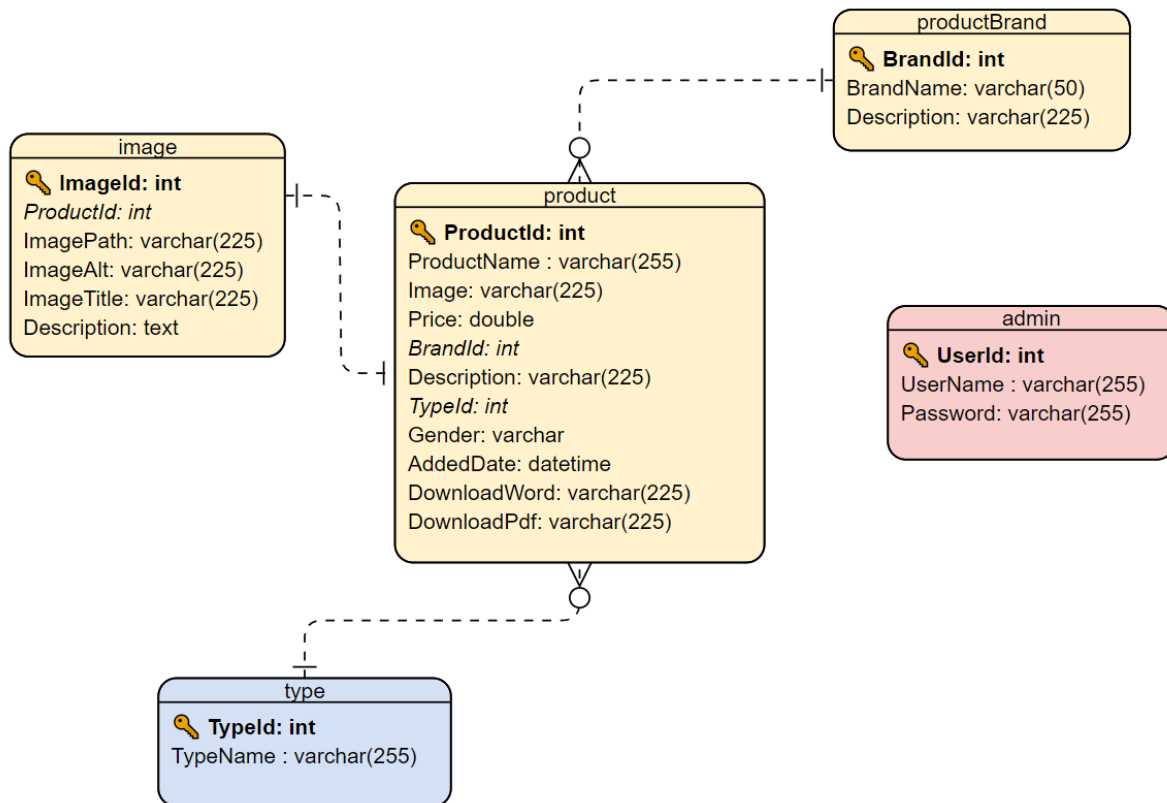 productBrand
BrandId: int
BrandName: varchar(50)
Description: varchar(225)
image
ImageId: int
ProductId: int
ImagePath: varchar(225)
ImageAlt: varchar(225)
ImageTitle: varchar(225)
Description: text
product
ProductId: int
ProductName : varchar(255)
Image: varchar(225)
Price: double
BrandId: int
Description: varchar(225)
TypeId: int
Gender: varchar
AddedDate: datetime
DownloadWord: varchar(225)
DownloadPdf: varchar(225)
admin
UserId: int
UserName : varchar(255)
Password: varchar(255)
type
TypeId: int
TypeName : varchar(255)